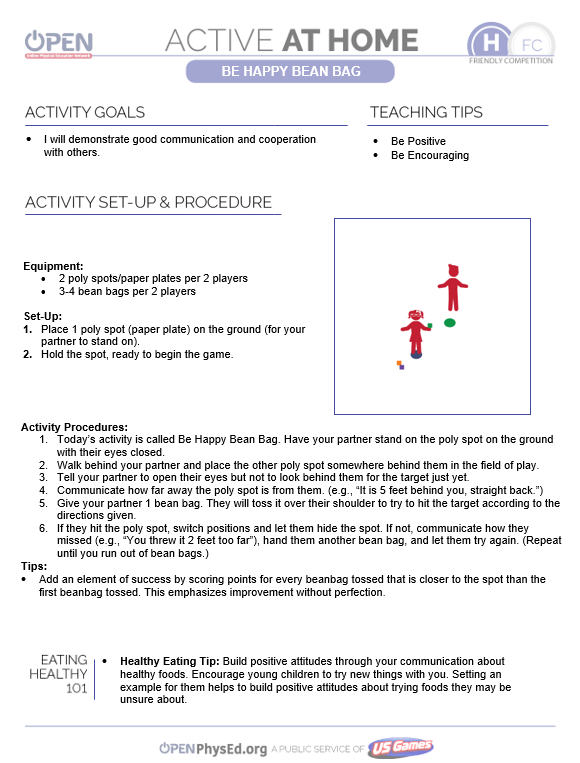 OPEN
Online Physical Education Network
ACTIVE AT HOME
H FC
FRIENDLY COMPETITION
BE HAPPY BEAN BAG
ACTIVITY GOALS
• I will demonstrate good communication and cooperation
with others.
TEACHING TIPS
• Be Positive
• Be Encouraging
ACTIVITY SET-UP & PROCEDURE
Equipment:
• 2 poly spots/paper plates per 2 players
• 3-4 bean bags per 2 players
Set-Up:
1. Place 1 poly spot (paper plate) on the ground (for your
partner to stand on).
2. Hold the spot, ready to begin the game.
Activity Procedures:
1. Today’s activity is called Be Happy Bean Bag. Have your partner stand on the poly spot on the ground
with their eyes closed.
2. Walk behind your partner and place the other poly spot somewhere behind them in the field of play.
3. Tell your partner to open their eyes but not to look behind them for the target just yet.
4. Communicate how far away the poly spot is from them. (e.g., “It is 5 feet behind you, straight back.”)
5. Give your partner 1 bean bag. They will toss it over their shoulder to try to hit the target according to the
directions given.
6. If they hit the poly spot, switch positions and let them hide the spot. If not, communicate how they
missed (e.g., “You threw it 2 feet too far”), hand them another bean bag, and let them try again. (Repeat
until you run out of bean bags.)
Tips:
• Add an element of success by scoring points for every beanbag tossed that is closer to the spot than the
first beanbag tossed. This emphasizes improvement without perfection.
EATING
HEALTHY
101
• Healthy Eating Tip: Build positive attitudes through your communication about
healthy foods. Encourage young children to try new things with you. Setting an
example for them helps to build positive attitudes about trying foods they may be
unsure about.
OPENPhysEd.org A PUBLIC SERVICE OF US Games